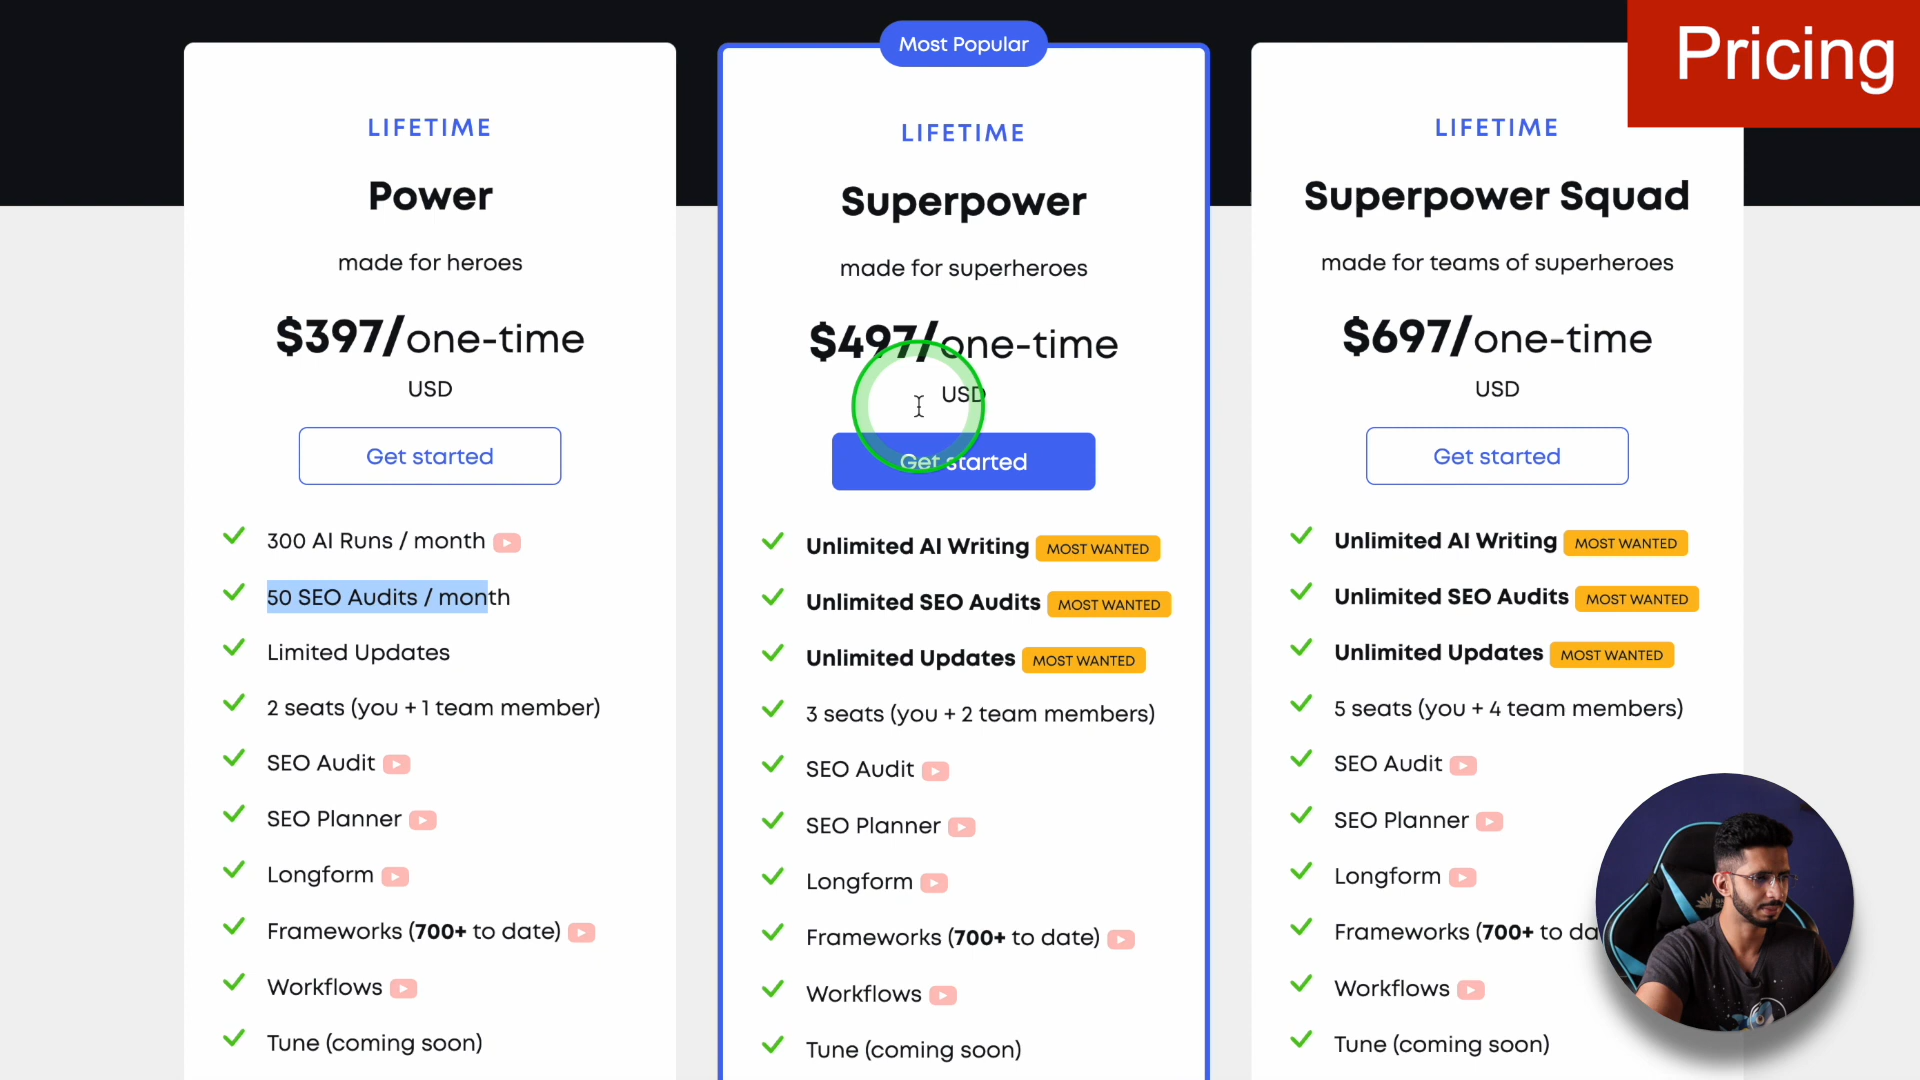 Pricing
LIFETIME
Power
made for heroes
$397/one-time
USD
Get started
300 AI Runs / month
50 SEO Audits / month
Limited Updates
2 seats (you + 1 team member)
SEO Audit
SEO Planner
Longform
Frameworks (700+ to date)
Workflows
Tune (coming soon)
Most Popular
LIFETIME
Superpower
made for superheroes
$497/one-time
USD
Get started
Unlimited AI Writing MOST WANTED
Unlimited SEO Audits MOST WANTED
Unlimited Updates MOST WANTED
3 seats (you + 2 team members)
SEO Audit
SEO Planner
Longform
Frameworks (700+ to date)
Workflows
Tune (coming soon)
LIFETIME
Superpower Squad
made for teams of superheroes
$697/one-time
USD
Get started
Unlimited AI Writing MOST WANTED
Unlimited SEO Audits MOST WANTED
Unlimited Updates MOST WANTED
5 seats (you + 4 team members)
SEO Audit
SEO Planner
Longform
Frameworks (700+ to da
Workflows
Tune (coming soon)